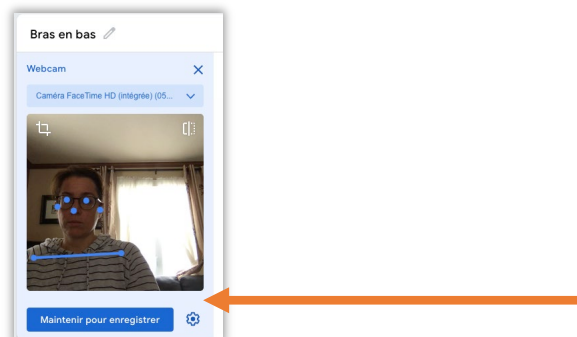 Bras en bas
Webcam
Caméra FaceTime HD (intégrée) (05...
Maintenir pour enregistrer